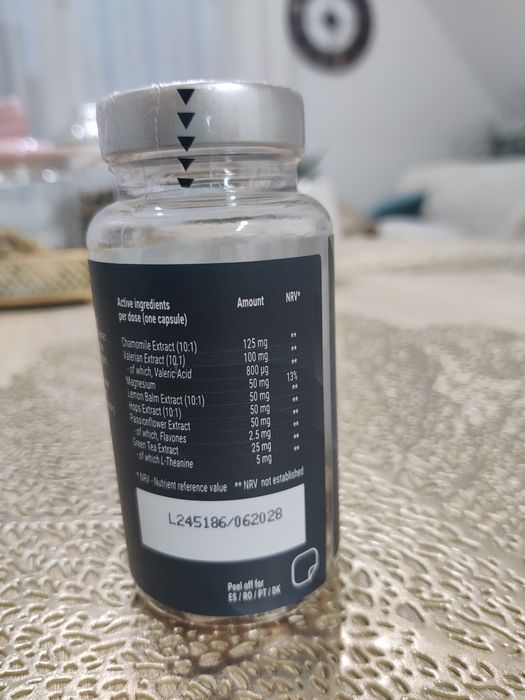 Active ingredients per dose (one capsule) Amount NRV*
Chamomile Extract (10:1) 125 mg **
Valerian Extract (10:1) 100 mg **
- of which, Valeric Acid 800 µg **
Magnesium 50 mg 13%
Lemon Balm Extract (10:1) 50 mg **
Hops Extract (10:1) 50 mg **
Passionflower Extract 50 mg **
- of which, Flavones 2.5 mg **
Green Tea Extract 25 mg **
- of which L-Theanine 5 mg **
* NRV - Nutrient reference value ** NRV not established
L245186/062028
Peel off for
ES / RO / PT / DK